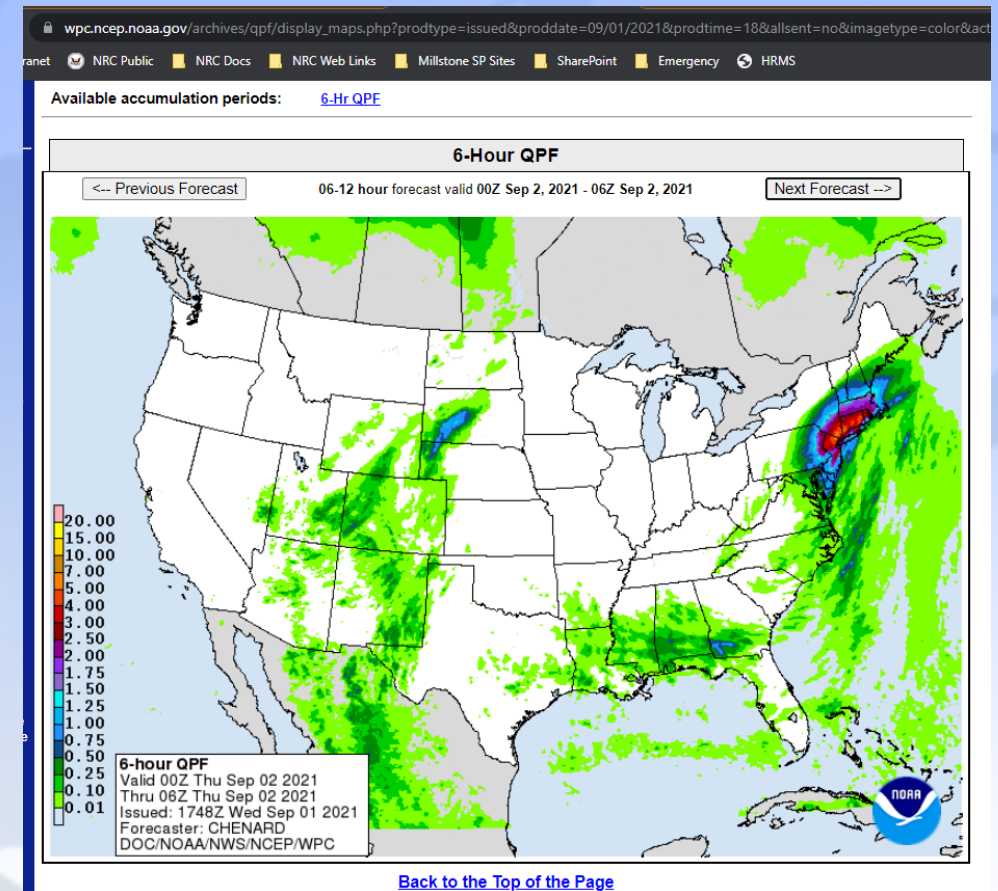 wpc.ncep.noaa.gov/archives/qpf/display_maps.php?prodtype=issued&proddate=09/01/2021&prodtime=18&allsent=no&imagetype=color&act
ranet NRC Public NRC Docs NRC Web Links Millstone SP Sites SharePoint Emergency HRMS
Available accumulation periods: 6-Hr QPF
6-Hour QPF
<-- Previous Forecast 06-12 hour forecast valid 00Z Sep 2, 2021 - 06Z Sep 2, 2021 Next Forecast -->
20.00
15.00
10.00
7.00
5.00
4.00
3.00
2.50
2.00
1.75
1.50
1.25
1.00
0.75
0.50
0.25
0.10
0.01
6-hour QPF
Valid 00Z Thu Sep 02 2021
Thru 06Z Thu Sep 02 2021
Issued: 1748Z Wed Sep 01 2021
Forecaster: CHENARD
DOC/NOAA/NWS/NCEP/WPC
NOAA
Back to the Top of the Page